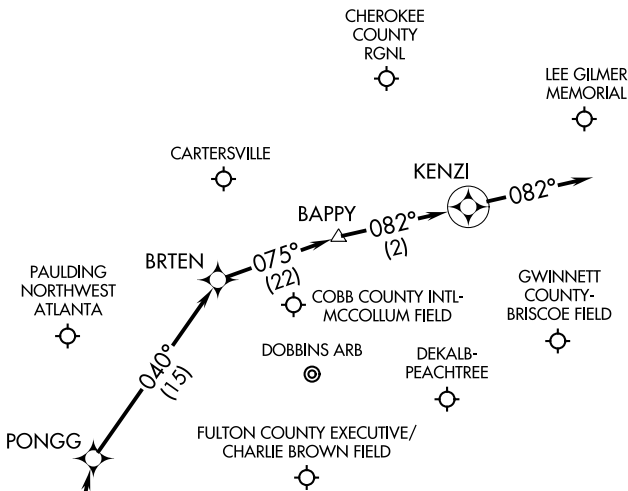 CHEROKEE
COUNTY
RGNL
LEE GILMER
MEMORIAL
CARTERSVILLE
KENZI
082°
BAPPY
082°
(2)
BRTEN
075°
(22)
PAULDING
NORTHWEST
ATLANTA
COBB COUNTY INTL-
MCCOLLUM FIELD
GWINNETT
COUNTY-
BRISCOE FIELD
DOBBINS ARB
DEKALB-
PEACHTREE
040°
(15)
PONGG
FULTON COUNTY EXECUTIVE/
CHARLIE BROWN FIELD